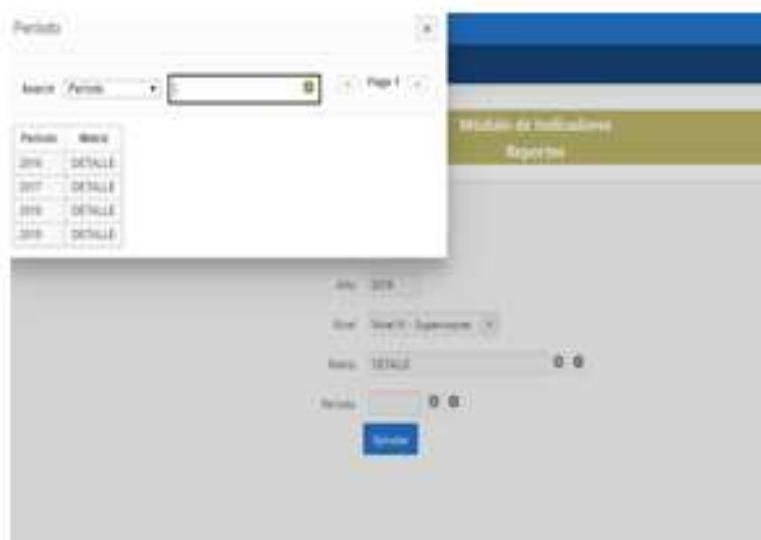 Periodo
Search Periodo Page 1
Periodo Matriz
2016 DETALLE
2017 DETALLE
2018 DETALLE
2019 DETALLE
Módulo de Indicadores
Reportes
Año 2019
Nivel
DETALLE
Periodo
Ejecutar